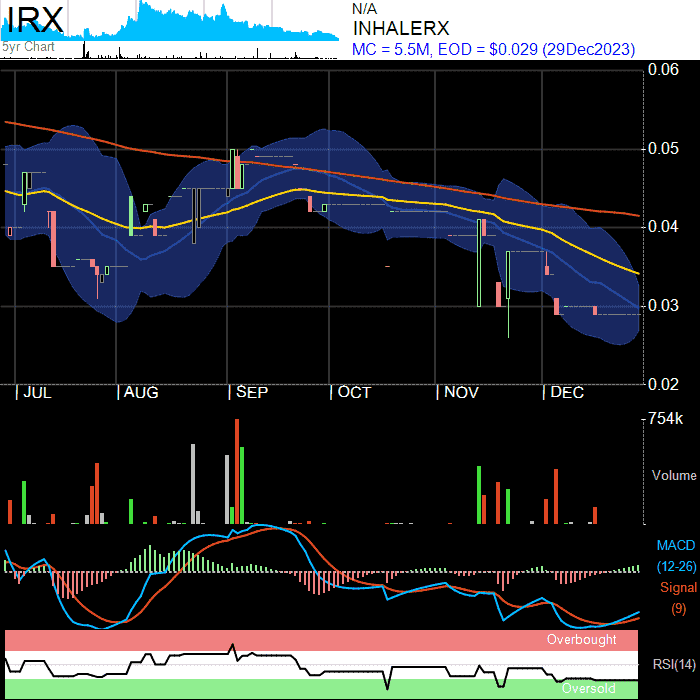 IRX
5yr Chart
N/A
INHALERX
MC = 5.5M, EOD = $0.029 (29Dec2023)
0.06
0.05
0.04
0.03
0.02
JUL AUG SEP OCT NOV DEC
754k
Volume
MACD
(12-26)
Signal
(9)
Overbought
RSI(14)
Oversold